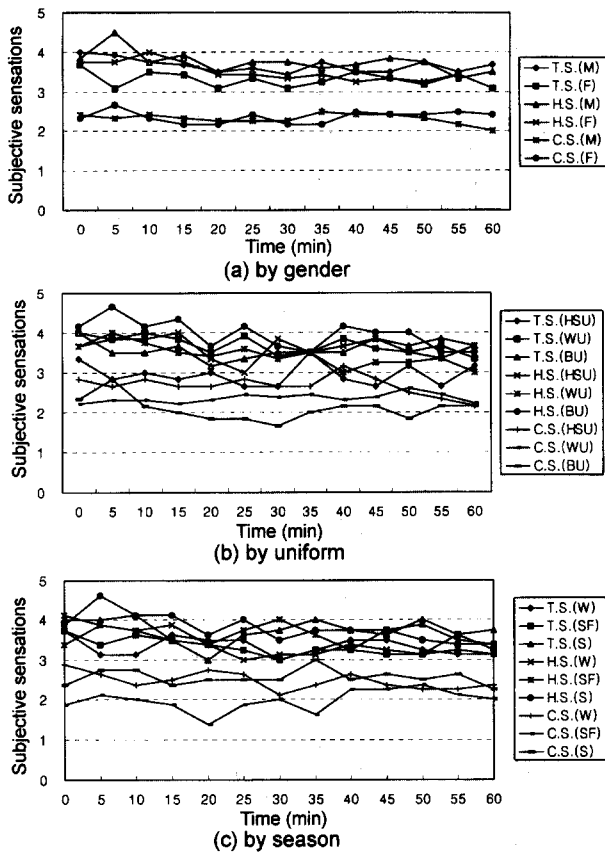 Subjective sensations
5
4
3
2
1
0
0 5 10 15 20 25 30 35 40 45 50 55 60
Time (min)
(a) by gender
T.S.(M)
T.S.(F)
H.S.(M)
H.S.(F)
C.S.(M)
C.S.(F)
Subjective sensations
5
4
3
2
1
0
0 5 10 15 20 25 30 35 40 45 50 55 60
Time (min)
(b) by uniform
T.S.(HSU)
T.S.(WU)
T.S.(BU)
H.S.(HSU)
H.S.(WU)
H.S.(BU)
C.S.(HSU)
C.S.(WU)
C.S.(BU)
Subjective sensations
5
4
3
2
1
0
0 5 10 15 20 25 30 35 40 45 50 55 60
Time (min)
(c) by season
T.S.(W)
T.S.(SF)
T.S.(S)
H.S.(W)
H.S.(SF)
H.S.(S)
C.S.(W)
C.S.(SF)
C.S.(S)